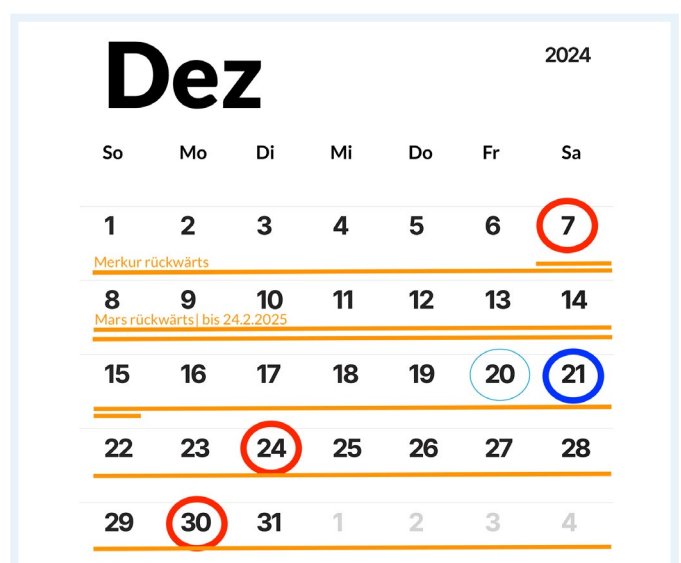 Dez 2024
So Mo Di Mi Do Fr Sa
1 2 3 4 5 6 7
Merkur rückwärts
8 9 10 11 12 13 14
Mars rückwärts| bis 24.2.2025
15 16 17 18 19 20 21
22 23 24 25 26 27 28
29 30 31 1 2 3 4